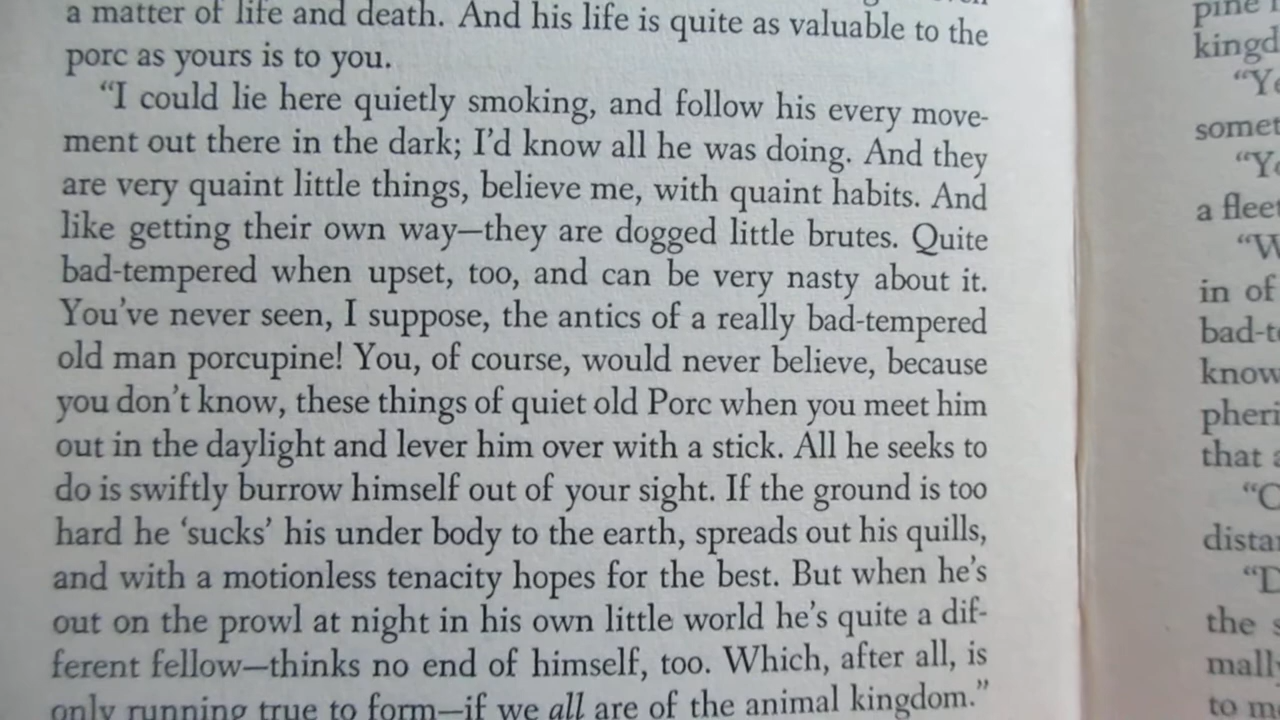 a matter of life and death. And his life is quite as valuable to the
porc as yours is to you.
“I could lie here quietly smoking, and follow his every move-
ment out there in the dark; I’d know all he was doing. And they
are very quaint little things, believe me, with quaint habits. And
like getting their own way—they are dogged little brutes. Quite
bad-tempered when upset, too, and can be very nasty about it.
You’ve never seen, I suppose, the antics of a really bad-tempered
old man porcupine! You, of course, would never believe, because
you don’t know, these things of quiet old Porc when you meet him
out in the daylight and lever him over with a stick. All he seeks to
do is swiftly burrow himself out of your sight. If the ground is too
hard he ‘sucks’ his under body to the earth, spreads out his quills,
and with a motionless tenacity hopes for the best. But when he’s
out on the prowl at night in his own little world he’s quite a dif-
ferent fellow—thinks no end of himself, too. Which, after all, is
only running true to form—if we all are of the animal kingdom.”
pine
kingd
“Yo
somet
“Yo
a fleet
“W
in of
bad-t
know
pheri
that
“C
distan
“D
the s
mally
to m